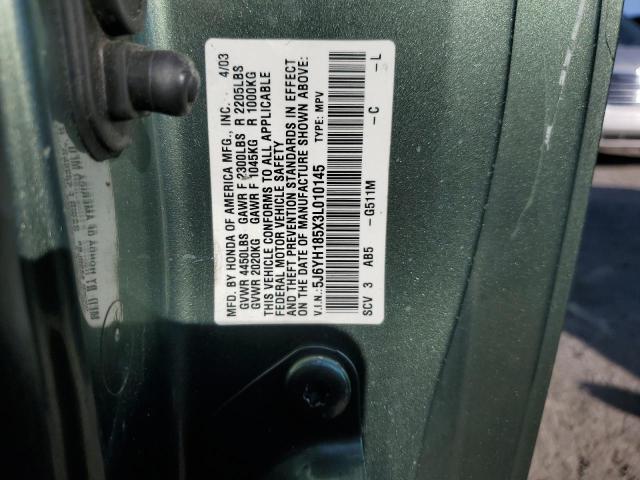 MFD. BY HONDA OF AMERICA MFG., INC. 4/03
GVWR 4450LBS GAWR F 2300LBS R 2205LBS
GVWR 2020KG GAWR F 1045KG R 1000KG
THIS VEHICLE CONFORMS TO ALL APPLICABLE
FEDERAL MOTOR VEHICLE SAFETY
AND THEFT PREVENTION STANDARDS IN EFFECT
ON THE DATE OF MANUFACTURE SHOWN ABOVE.
V.I.N.: 5J6YH185X3L010145 TYPE: MPV
SCV 3 AB5 -G511M -C -L